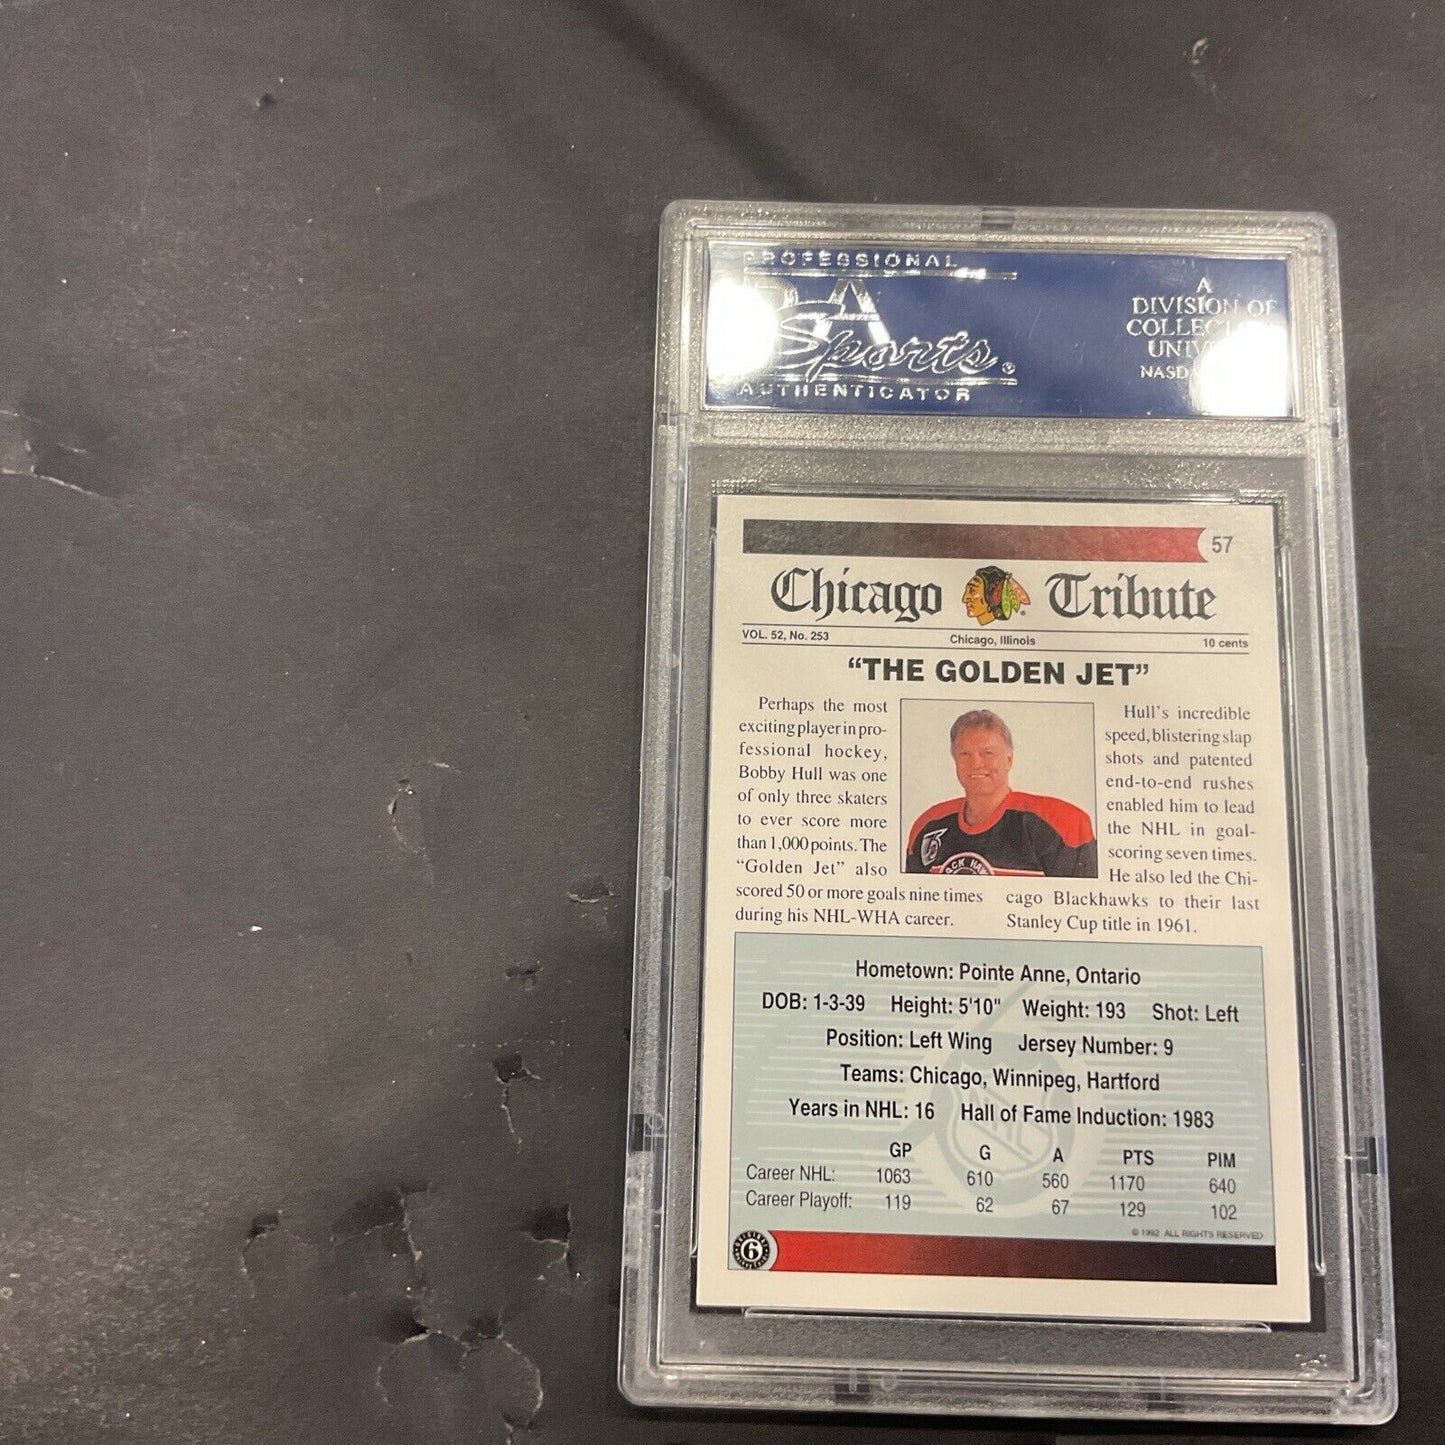 PROFESSIONAL
Sports®
AUTHENTICATOR
A
DIVISION OF
57
Chicago Tribute
VOL. 52, No. 253 Chicago, Illinois 10 cents
“THE GOLDEN JET”
Perhaps the most
exciting player in pro-
fessional hockey,
Bobby Hull was one
of only three skaters
to ever score more
than 1,000 points. The
“Golden Jet” also
scored 50 or more goals nine times
during his NHL-WHA career.
Hull's incredible
speed, blistering slap
shots and patented
end-to-end rushes
enabled him to lead
the NHL in goal-
scoring seven times.
He also led the Chi-
cago Blackhawks to their last
Stanley Cup title in 1961.
Hometown: Pointe Anne, Ontario
DOB: 1-3-39 Height: 5'10" Weight: 193 Shot: Left
Position: Left Wing Jersey Number: 9
Teams: Chicago, Winnipeg, Hartford
Years in NHL: 16 Hall of Fame Induction: 1983
GP G A PTS PIM
Career NHL: 1063 610 560 1170 640
Career Playoff: 119 62 67 129 102
© 1992 ALL RIGHTS RESERVED
6